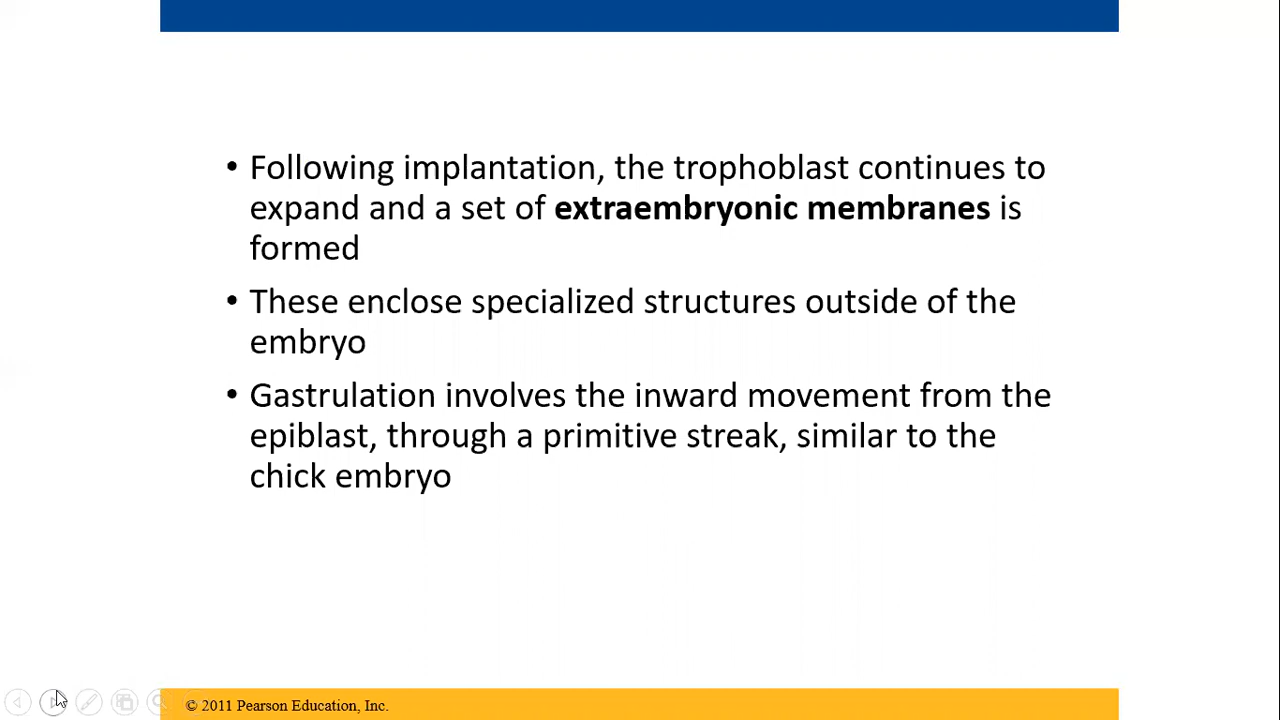 • Following implantation, the trophoblast continues to
expand and a set of extraembryonic membranes is
formed
• These enclose specialized structures outside of the
embryo
• Gastrulation involves the inward movement from the
epiblast, through a primitive streak, similar to the
chick embryo
© 2011 Pearson Education, Inc.